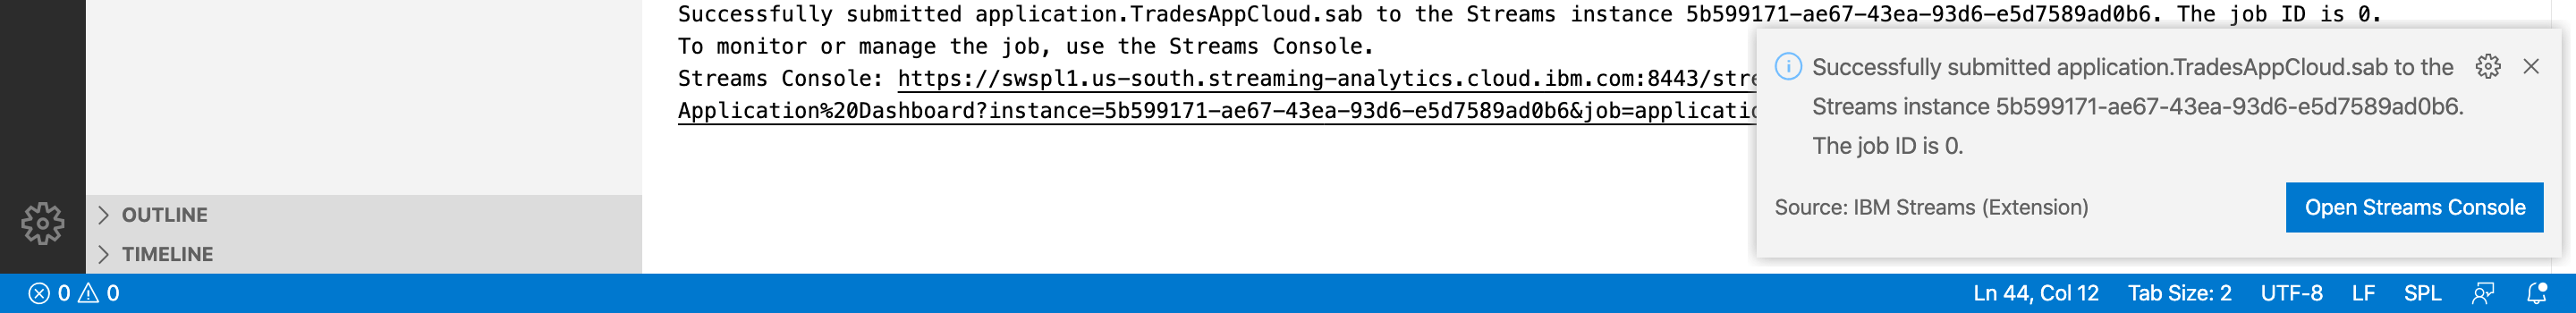 Successfully submitted application.TradesAppCloud.sab to the Streams instance 5b599171-ae67-43ea-93d6-e5d7589ad0b6. The job ID is 0.
To monitor or manage the job, use the Streams Console.
Streams Console: https://swspl1.us-south.streaming-analytics.cloud.ibm.com:8443/stre
Application%20Dashboard?instance=5b599171-ae67-43ea-93d6-e5d7589ad0b6&job=applicatio
Successfully submitted application.TradesAppCloud.sab to the
Streams instance 5b599171-ae67-43ea-93d6-e5d7589ad0b6.
The job ID is 0.
Source: IBM Streams (Extension)
Open Streams Console
OUTLINE
TIMELINE
0 0
Ln 44, Col 12 Tab Size: 2 UTF-8 LF SPL